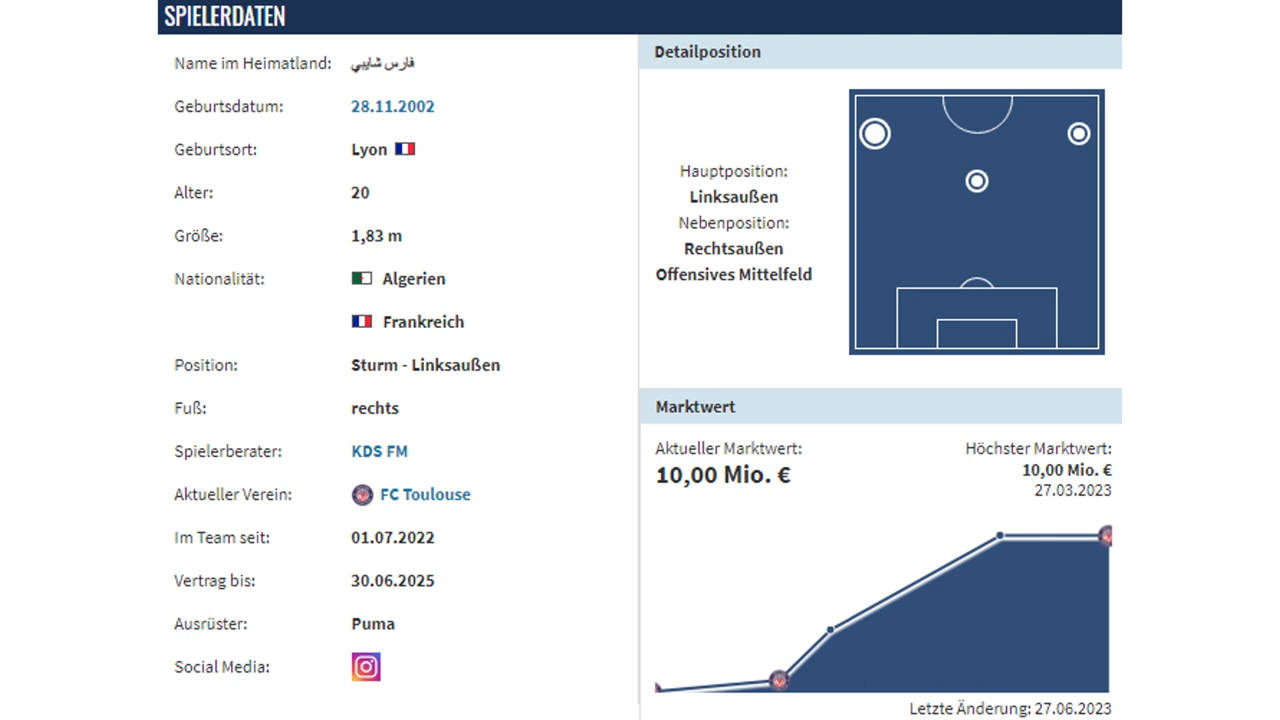 SPIELERDATEN
Name im Heimatland: فارس شايبي
Geburtsdatum: 28.11.2002
Geburtsort: Lyon
Alter: 20
Größe: 1,83 m
Nationalität: Algerien
Frankreich
Position: Sturm - Linksaußen
Fuß: rechts
Spielerberater: KDS FM
Aktueller Verein: FC Toulouse
Im Team seit: 01.07.2022
Vertrag bis: 30.06.2025
Ausrüster: Puma
Social Media:
Detailposition
Hauptposition:
Linksaußen
Nebenposition:
Rechtsaußen
Offensives Mittelfeld
Marktwert
Aktueller Marktwert:
10,00 Mio. €
Höchster Marktwert:
10,00 Mio. €
27.03.2023
Letzte Änderung: 27.06.2023